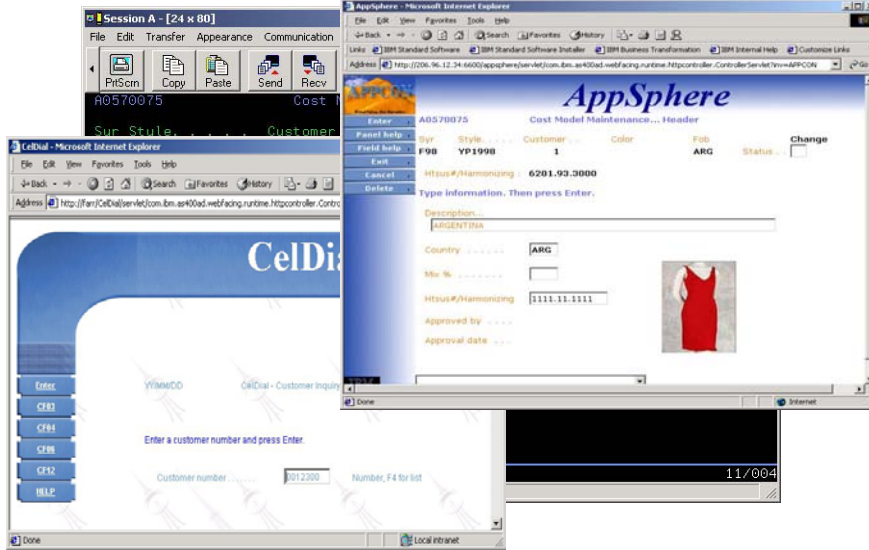 Session A - [24 x 80]
File Edit Transfer Appearance Communication
PrtScrn Copy Paste Send Recv
A0570075 Cost
Sur Style. . . . . Customer
AppSphere - Microsoft Internet Explorer
File Edit View Favorites Tools Help
Back Search Favorites History
Links IBM Standard Software IBM Standard Software Installer IBM Business Transformation IBM Internal Help Customize Links
Address http://206.96.12.34:6600/appsphere/servlet/com.ibm.as400ad.webfacing.runtime.httpcontroller.ControllerServlet?inv=APPCON Go
APPCON
AppSphere
Enter
Panel help
Field help
Exit
Cancel
Delete
A0570075 Cost Model Maintenance... Header
Syr Style. . . . . Customer . . Color Fob Change
F98 YP1998 1 ARG Status . .
Htsus#/Harmonizing : 6201.93.3000
Type information. Then press Enter.
Description...
ARGENTINA
Country . . . . . . . ARG
Mix % . . . . . . . .
Htsus#/Harmonizing 1111.11.1111
Approved by . . . .
Approval date . . . .
IBM
Done Internet
CelDial - Microsoft Internet Explorer
File Edit View Favorites Tools Help
Back Search Favorites History
Address http://farr/CelDial/servlet/com.ibm.as400ad.webfacing.runtime.httpcontroller.Contro
CelDi
Enter
CF03
CF04
CF06
CF12
HELP
YY/MM/DD CelDial - Customer Inquiry
Enter a customer number and press Enter.
Customer number . . . . . . . 0012300 Number, F4 for list
Done Local intranet
11/004